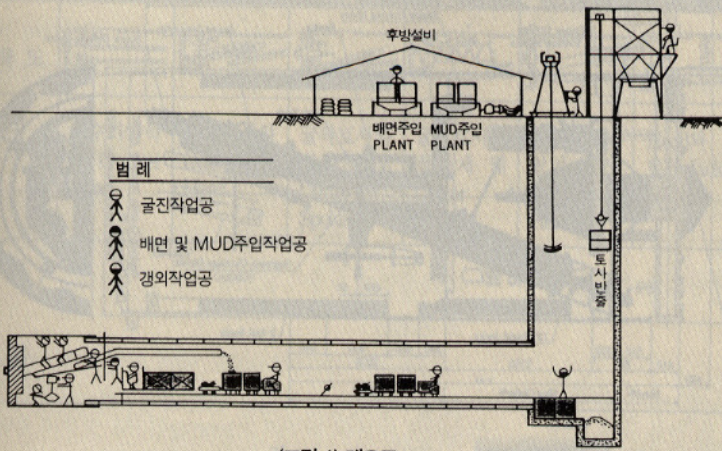 후방설비
배면주입 MUD주입
PLANT PLANT
범 례
굴진작업공
배면 및 MUD주입작업공
갱외작업공
토사반출